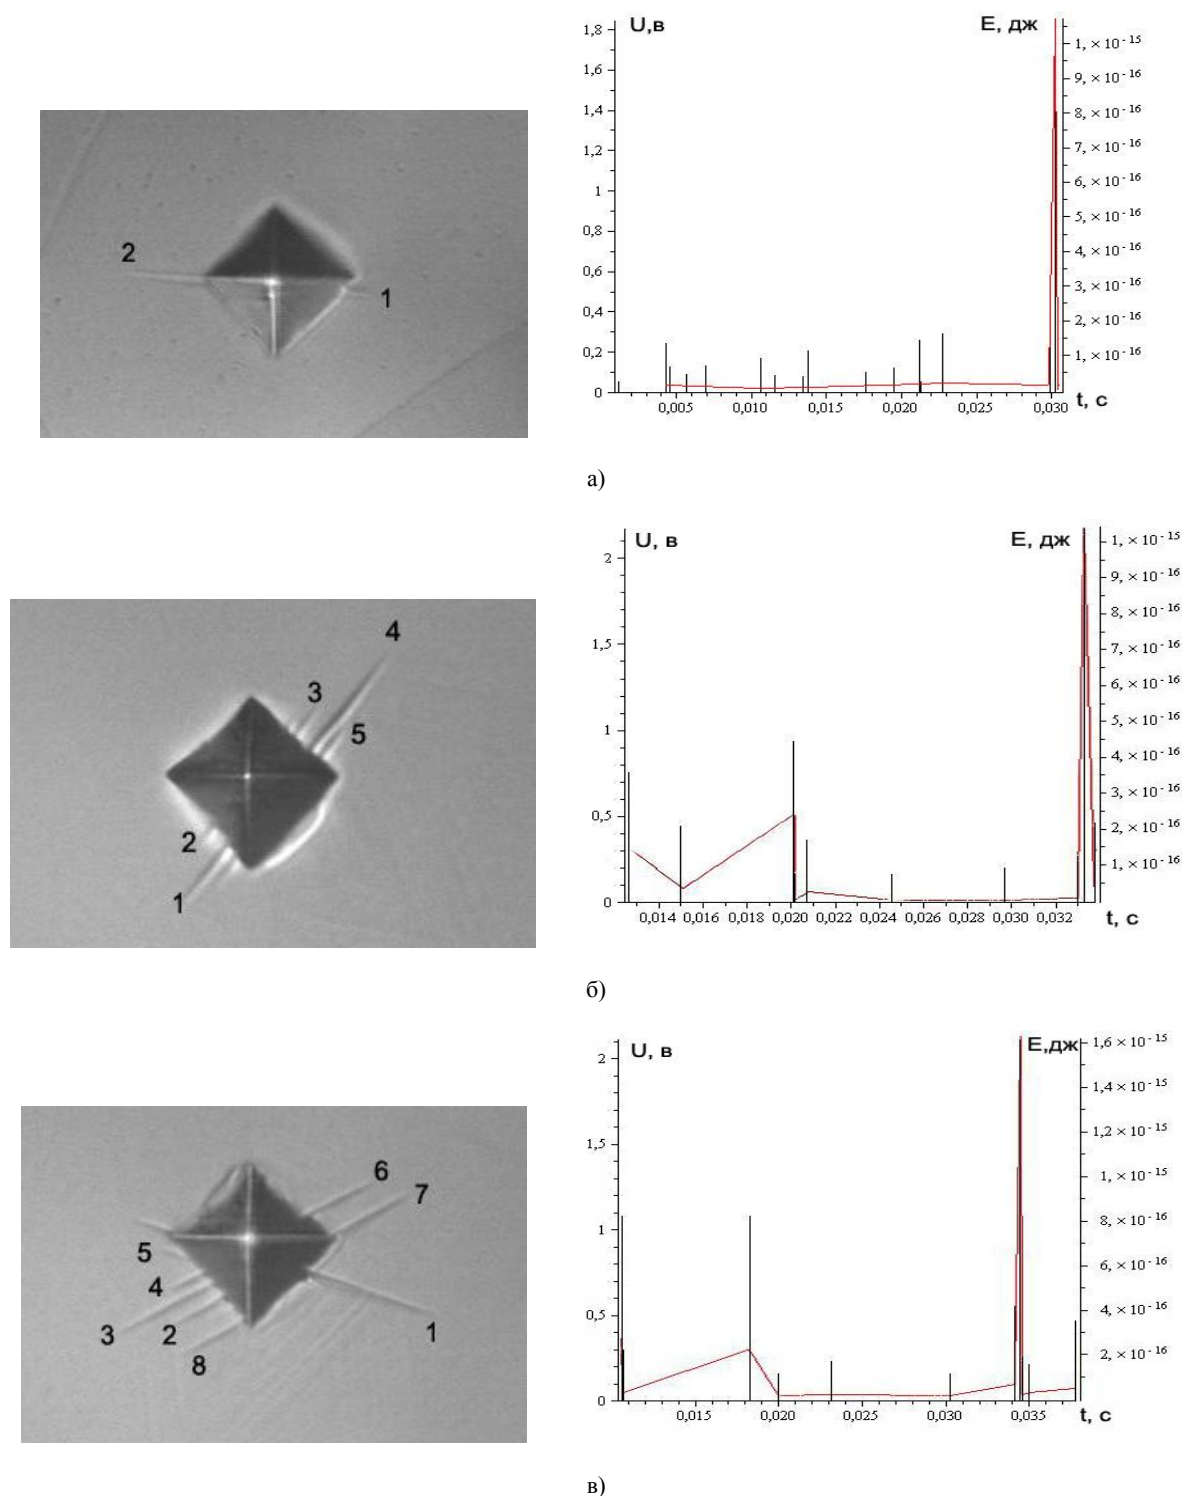 U,в
E, дж
1,8
1,6
1,4
1,2
1
0,8
0,6
0,4
0,2
0
1, × 10⁻¹⁵
9, × 10⁻¹⁶
8, × 10⁻¹⁶
7, × 10⁻¹⁶
6, × 10⁻¹⁶
5, × 10⁻¹⁶
4, × 10⁻¹⁶
3, × 10⁻¹⁶
2, × 10⁻¹⁶
1, × 10⁻¹⁶
0,005 0,010 0,015 0,020 0,025 0,030 t, с
2
1
а)
U, в
E, дж
2
1,5
1
0,5
0
1, × 10⁻¹⁵
9, × 10⁻¹⁶
8, × 10⁻¹⁶
7, × 10⁻¹⁶
6, × 10⁻¹⁶
5, × 10⁻¹⁶
4, × 10⁻¹⁶
3, × 10⁻¹⁶
2, × 10⁻¹⁶
1, × 10⁻¹⁶
0,014 0,016 0,018 0,020 0,022 0,024 0,026 0,028 0,030 0,032 t, с
4
3
5
2
1
б)
U, в
E,дж
2
1,5
1
0,5
0
1,6 × 10⁻¹⁵
1,4 × 10⁻¹⁵
1,2 × 10⁻¹⁵
1, × 10⁻¹⁵
8, × 10⁻¹⁶
6, × 10⁻¹⁶
4, × 10⁻¹⁶
2, × 10⁻¹⁶
0,015 0,020 0,025 0,030 0,035 t, с
6
7
5
4
3
2
8
1
в)